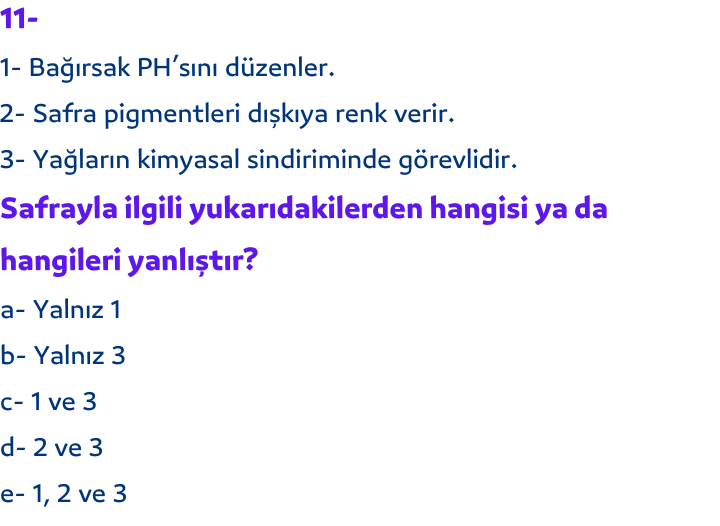 11-
1- Bağırsak PH'sını düzenler.
2- Safra pigmentleri dışkıya renk verir.
3- Yağların kimyasal sindiriminde görevlidir.
Safrayla ilgili yukarıdakilerden hangisi ya da
hangileri yanlıştır?
a- Yalnız 1
b- Yalnız 3
c- 1 ve 3
d- 2 ve 3
e- 1, 2 ve 3